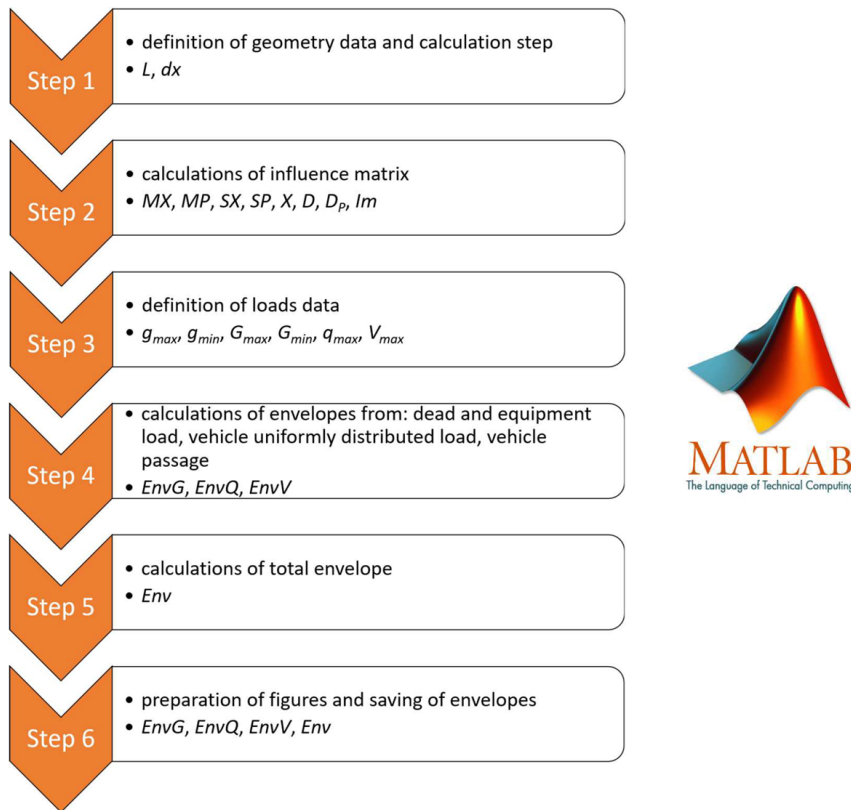 Step 1
• definition of geometry data and calculation step
• L, dx
Step 2
• calculations of influence matrix
• MX, MP, SX, SP, X, D, Dₚ, Im
Step 3
• definition of loads data
• gmax, gmin, Gmax, Gmin, qmax, Vmax
Step 4
• calculations of envelopes from: dead and equipment
load, vehicle uniformly distributed load, vehicle
passage
• EnvG, EnvQ, EnvV
Step 5
• calculations of total envelope
• Env
Step 6
• preparation of figures and saving of envelopes
• EnvG, EnvQ, EnvV, Env
MATLAB
The Language of Technical Computing